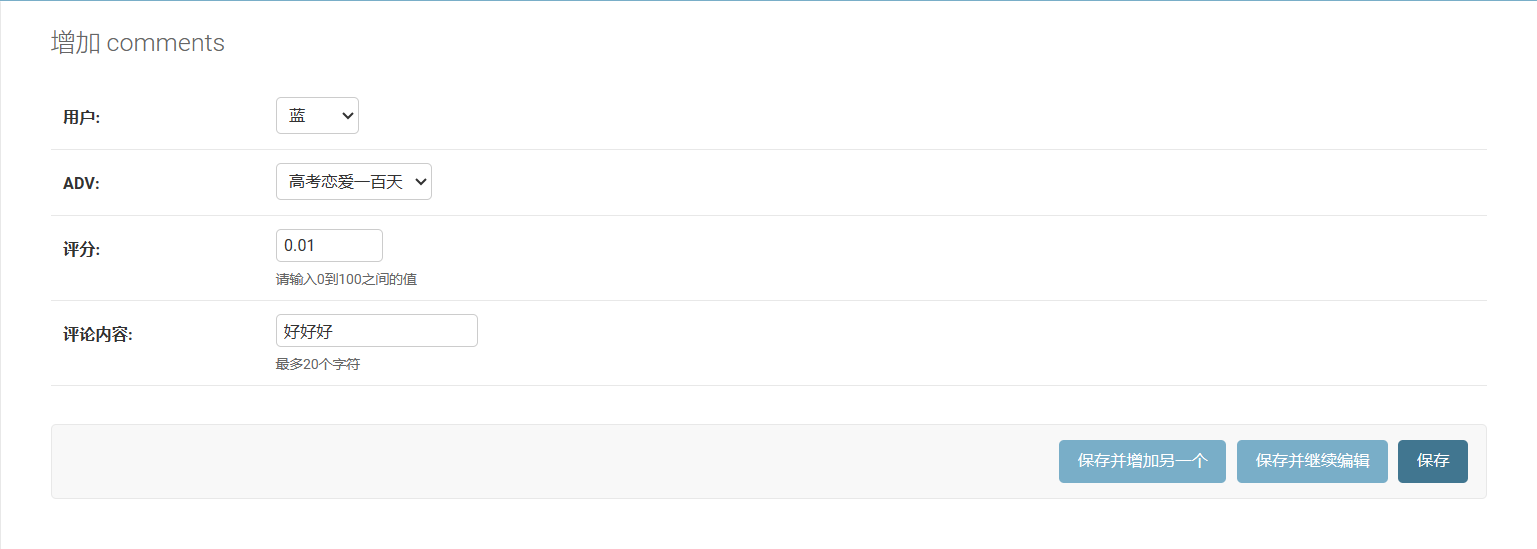 增加 comments
用户:
蓝
ADV:
高考恋爱一百天
评分:
0.01
请输入0到100之间的值
评论内容:
好好好
最多20个字符
保存并增加另一个
保存并继续编辑
保存